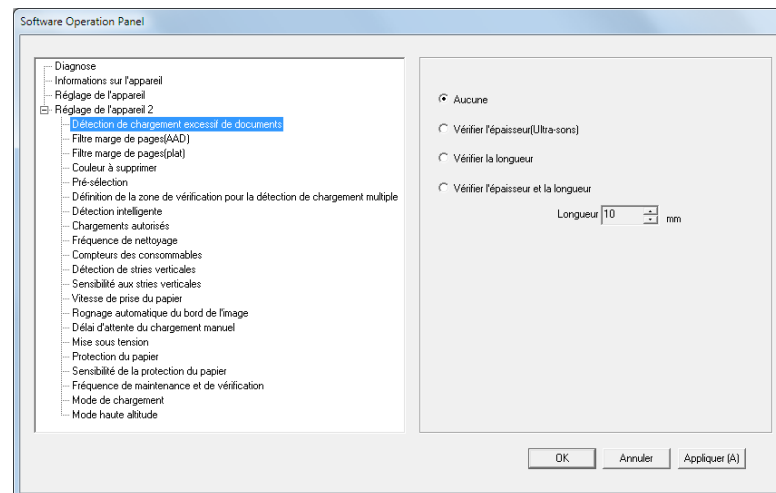 Software Operation Panel
Diagnose
Informations sur l'appareil
Réglage de l'appareil
Réglage de l'appareil 2
Détection de chargement excessif de documents
Filtre marge de pages(AAD)
Filtre marge de pages(plat)
Couleur à supprimer
Pré-sélection
Définition de la zone de vérification pour la détection de chargement multiple
Détection intelligente
Chargements autorisés
Fréquence de nettoyage
Compteurs des consommables
Détection de stries verticales
Sensibilité aux stries verticales
Vitesse de prise du papier
Rognage automatique du bord de l'image
Délai d'attente du chargement manuel
Mise sous tension
Protection du papier
Sensibilité de la protection du papier
Fréquence de maintenance et de vérification
Mode de chargement
Mode haute altitude
Aucune
Vérifier l'épaisseur(Ultra-sons)
Vérifier la longueur
Vérifier l'épaisseur et la longueur
Longueur 10 mm
OK Annuler Appliquer (A)